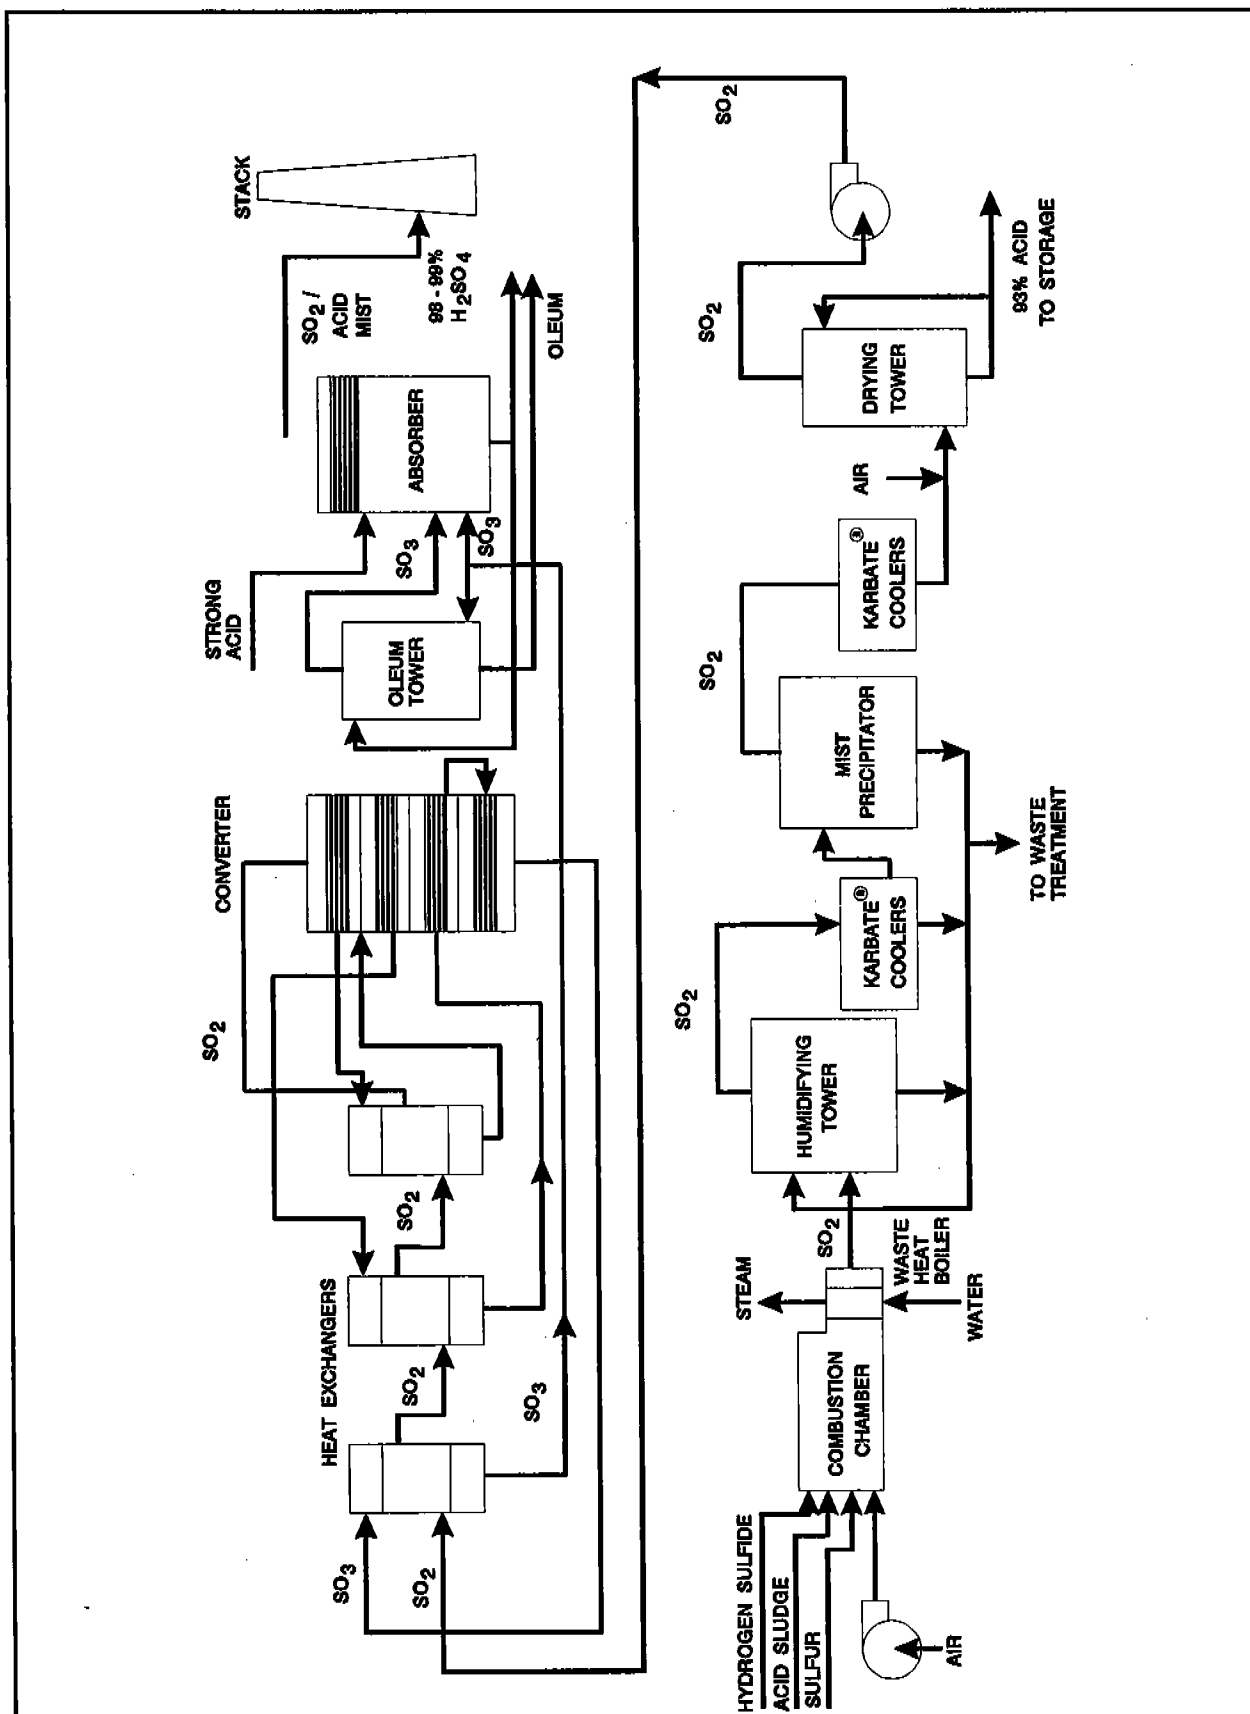 STACK
SO2 /
ACID
MIST
98 - 99%
H2SO4
OLEUM
STRONG
ACID
SO3
ABSORBER
SO3
OLEUM
TOWER
CONVERTER
SO2
HEAT EXCHANGERS
SO2
SO2
SO3
SO3
SO2
SO2
SO2
93% ACID
TO STORAGE
DRYING
TOWER
AIR
KARBATE®
COOLERS
SO2
MIST
PRECIPITATOR
TO WASTE
TREATMENT
KARBATE®
COOLERS
SO2
HUMIDIFYING
TOWER
SO2
WASTE
HEAT
BOILER
STEAM
WATER
COMBUSTION
CHAMBER
HYDROGEN SULFIDE
ACID SLUDGE
SULFUR
AIR